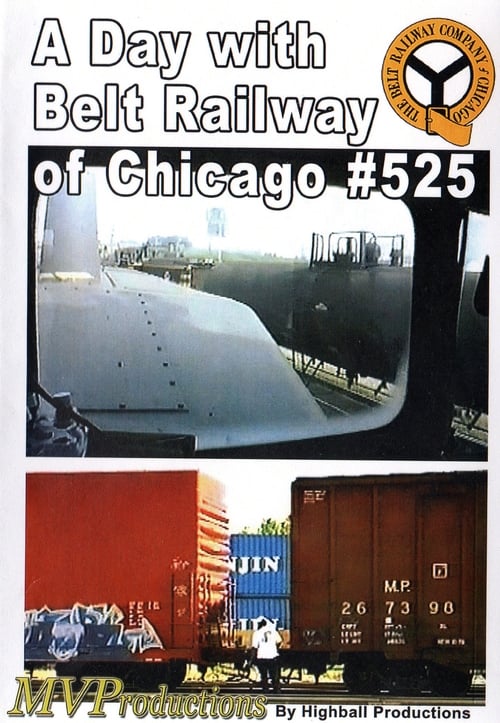 A Day with
Belt Railway
of Chicago #525
THE BELT RAILWAY COMPANY of CHICAGO
NJIN
M.P.
26 73 98
MVProductions
By Highball Productions